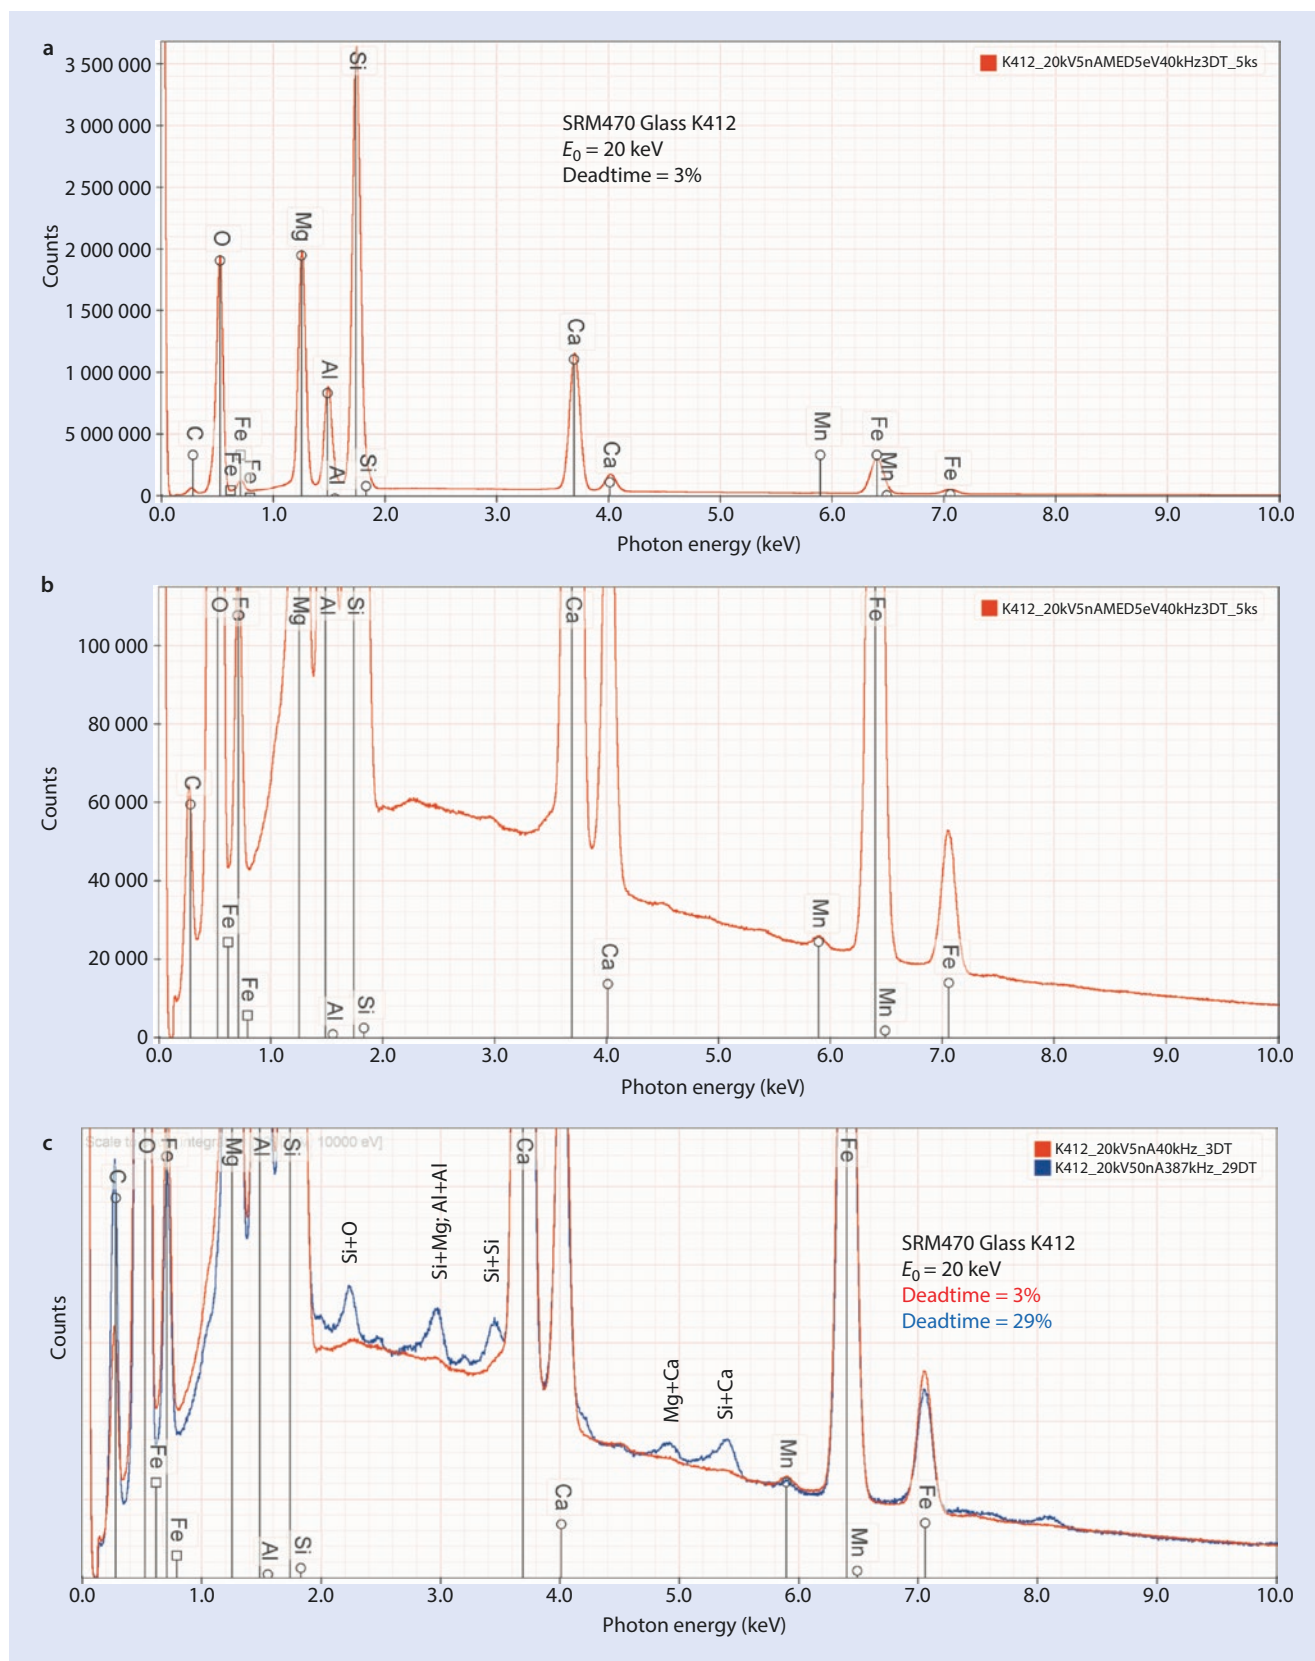 a
K412_20kV5nAMED5eV40kHz3DT_5ks
SRM470 Glass K412
E0 = 20 keV
Deadtime = 3%
Counts
3 500 000
3 000 000
2 500 000
2 000 000
1 500 000
1 000 000
5 000 000
0
C
O
Fe
Fe
Fe
Mg
Al
Al
Si
Si
Ca
Ca
Mn
Fe
Mn
Fe
0.0 1.0 2.0 3.0 4.0 5.0 6.0 7.0 8.0 9.0 10.0
Photon energy (keV)
b
K412_20kV5nAMED5eV40kHz3DT_5ks
Counts
100 000
80 000
60 000
40 000
20 000
0
C
O
Fe
Fe
Fe
Mg
Al
Al
Si
Si
Ca
Ca
Mn
Fe
Mn
Fe
0.0 1.0 2.0 3.0 4.0 5.0 6.0 7.0 8.0 9.0 10.0
Photon energy (keV)
c
10000 eV]
K412_20kV5nA40kHz_3DT
K412_20kV50nA387kHz_29DT
SRM470 Glass K412
E0 = 20 keV
Deadtime = 3%
Deadtime = 29%
Counts
C
O
Fe
Fe
Fe
Mg
Al
Al
Si
Si
Si+O
Si+Mg; Al+Al
Si+Si
Ca
Ca
Mg+Ca
Si+Ca
Mn
Fe
Mn
Fe
0.0 1.0 2.0 3.0 4.0 5.0 6.0 7.0 8.0 9.0 10.0
Photon energy (keV)